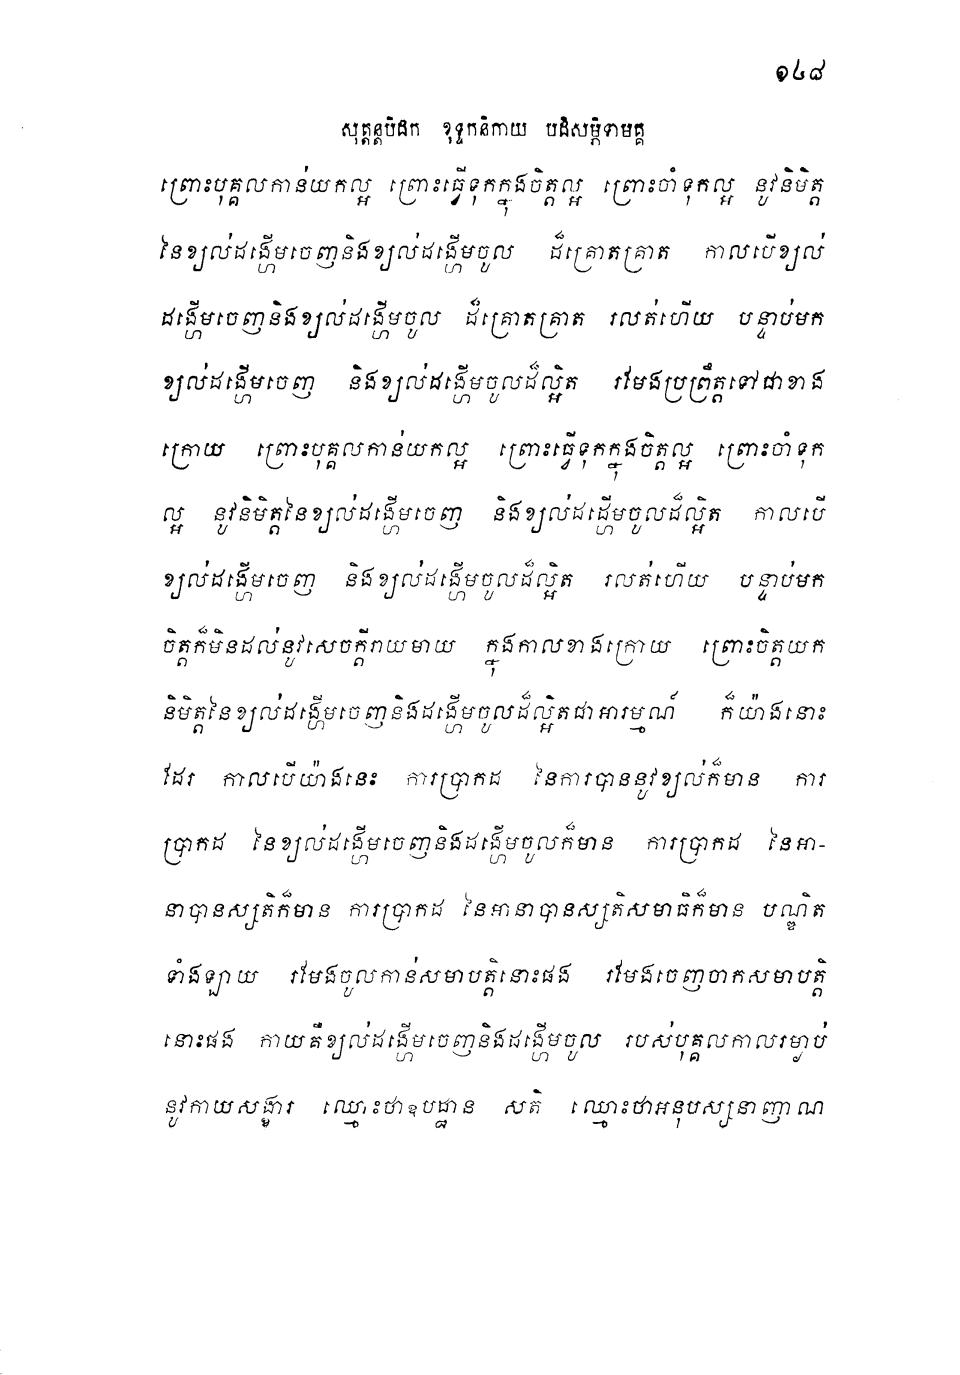 ១៤៨
សុត្តន្តបិដក ខុទ្ទកនិកាយ បដិសម្ភិទាមគ្គ
ព្រោះបុគ្គលកាន់យកល្អ ព្រោះធ្វើទុកក្នុងចិត្តល្អ ព្រោះចាំទុកល្អ នូវនិមិត្ត
នៃខ្យល់ដង្ហើមចេញនិងខ្យល់ដង្ហើមចូល ដ៏គ្រោតគ្រាត កាលបើខ្យល់
ដង្ហើមចេញនិងខ្យល់ដង្ហើមចូល ដ៏គ្រោតគ្រាត រលត់ហើយ បន្ទាប់មក
ខ្យល់ដង្ហើមចេញ និងខ្យល់ដង្ហើមចូលដ៏ល្អិត រមែងប្រព្រឹត្តទៅជាខាង
ក្រោយ ព្រោះបុគ្គលកាន់យកល្អ ព្រោះធ្វើទុកក្នុងចិត្តល្អ ព្រោះចាំទុក
ល្អ នូវនិមិត្តនៃខ្យល់ដង្ហើមចេញ និងខ្យល់ដង្ហើមចូលដ៏ល្អិត កាលបើ
ខ្យល់ដង្ហើមចេញ និងខ្យល់ដង្ហើមចូលដ៏ល្អិត រលត់ហើយ បន្ទាប់មក
ចិត្តក៏មិនដល់នូវសេចក្តីរាយមាយ ក្នុងកាលខាងក្រោយ ព្រោះចិត្តយក
និមិត្តនៃខ្យល់ដង្ហើមចេញនិងដង្ហើមចូលដ៏ល្អិតជាអារម្មណ៍ ក៏យ៉ាងនោះ
ដែរ កាលបើយ៉ាងនេះ ការប្រាកដ នៃការបាននូវខ្យល់ក៏មាន ការ
ប្រាកដ នៃខ្យល់ដង្ហើមចេញនិងដង្ហើមចូលក៏មាន ការប្រាកដ នៃអា-
នាបានស្សតិក៏មាន ការប្រាកដ នៃអានាបានស្សតិសមាធិក៏មាន បណ្ឌិត
ទាំងឡាយ រមែងចូលកាន់សមាបត្តិនោះផង រមែងចេញចាកសមាបត្តិ
នោះផង កាយគឺខ្យល់ដង្ហើមចេញនិងដង្ហើមចូល របស់បុគ្គលកាលរម្ងាប់
នូវកាយសង្ខារ ឈ្មោះថាឧបដ្ឋាន សតិ ឈ្មោះថាអនុបស្សនាញាណ